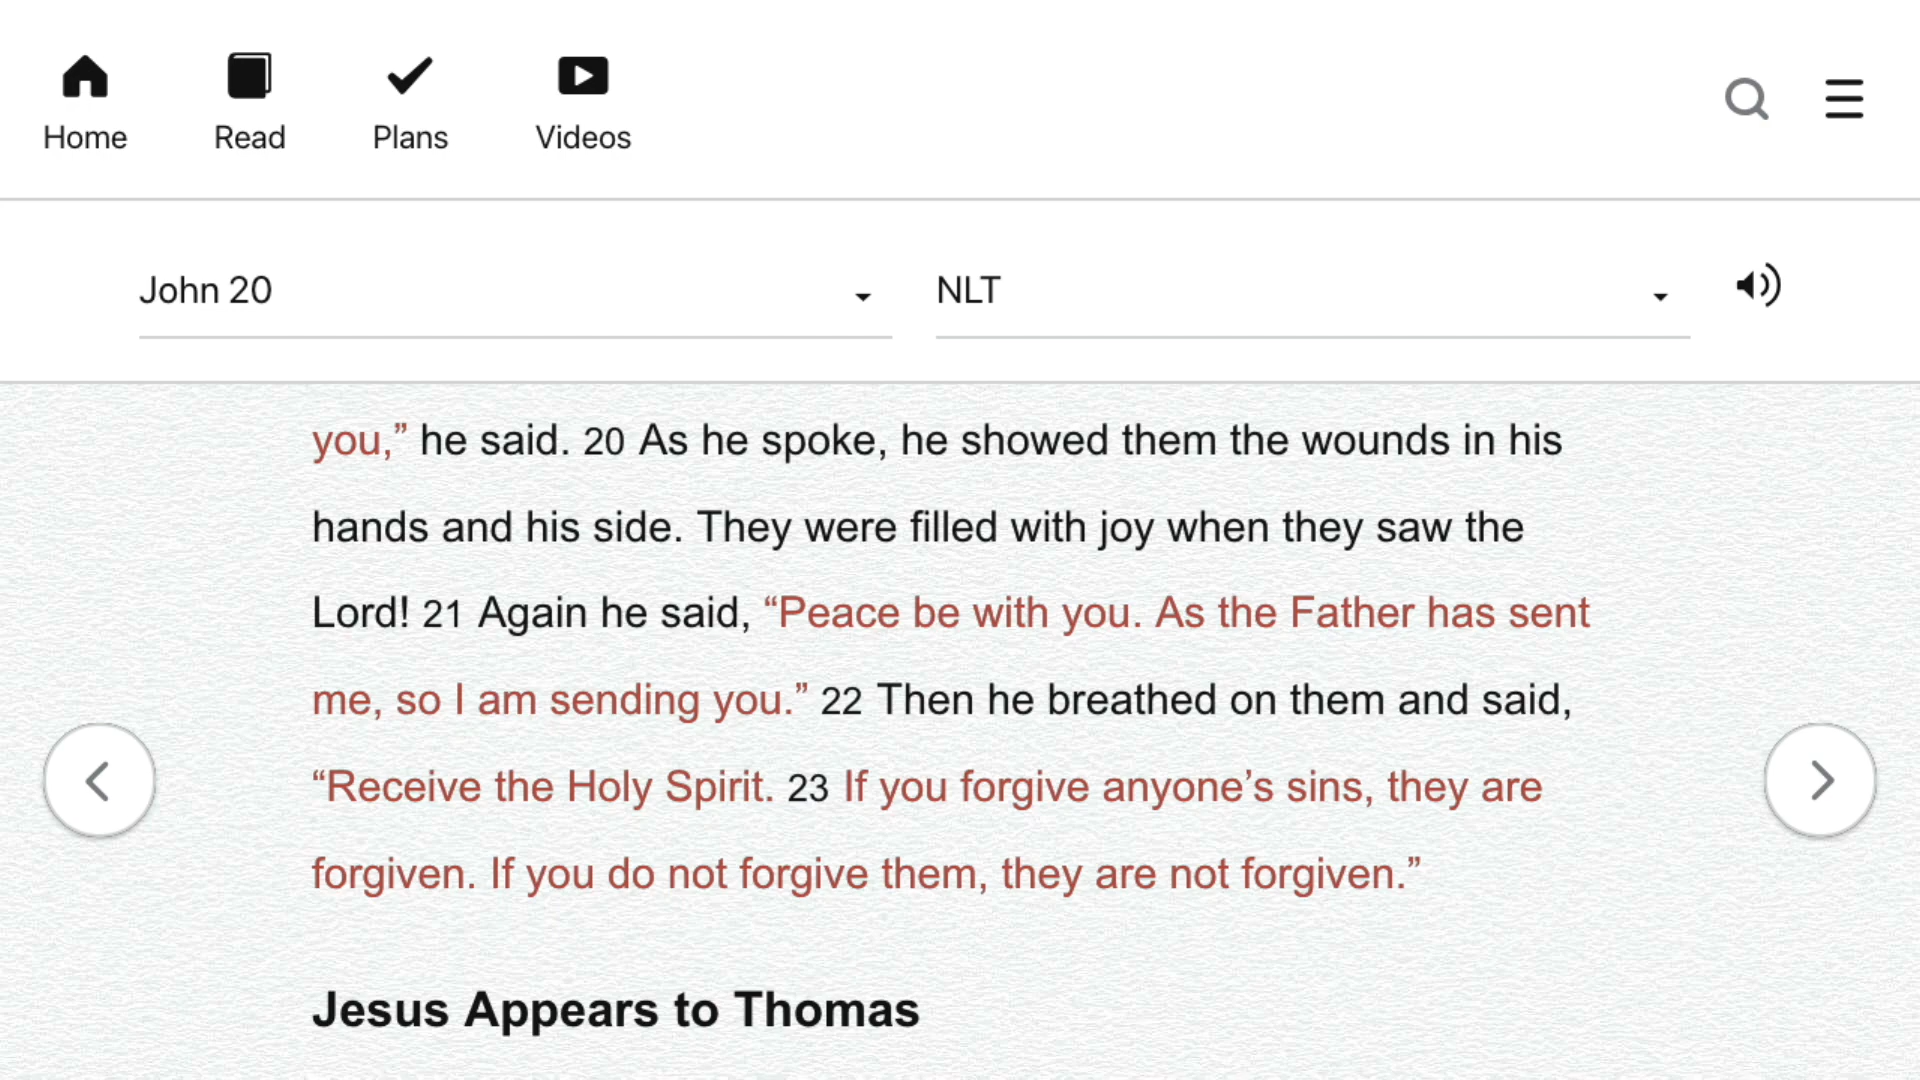 Home Read Plans Videos
John 20 NLT
you,” he said. 20 As he spoke, he showed them the wounds in his
hands and his side. They were filled with joy when they saw the
Lord! 21 Again he said, “Peace be with you. As the Father has sent
me, so I am sending you.” 22 Then he breathed on them and said,
“Receive the Holy Spirit. 23 If you forgive anyone’s sins, they are
forgiven. If you do not forgive them, they are not forgiven.”
Jesus Appears to Thomas